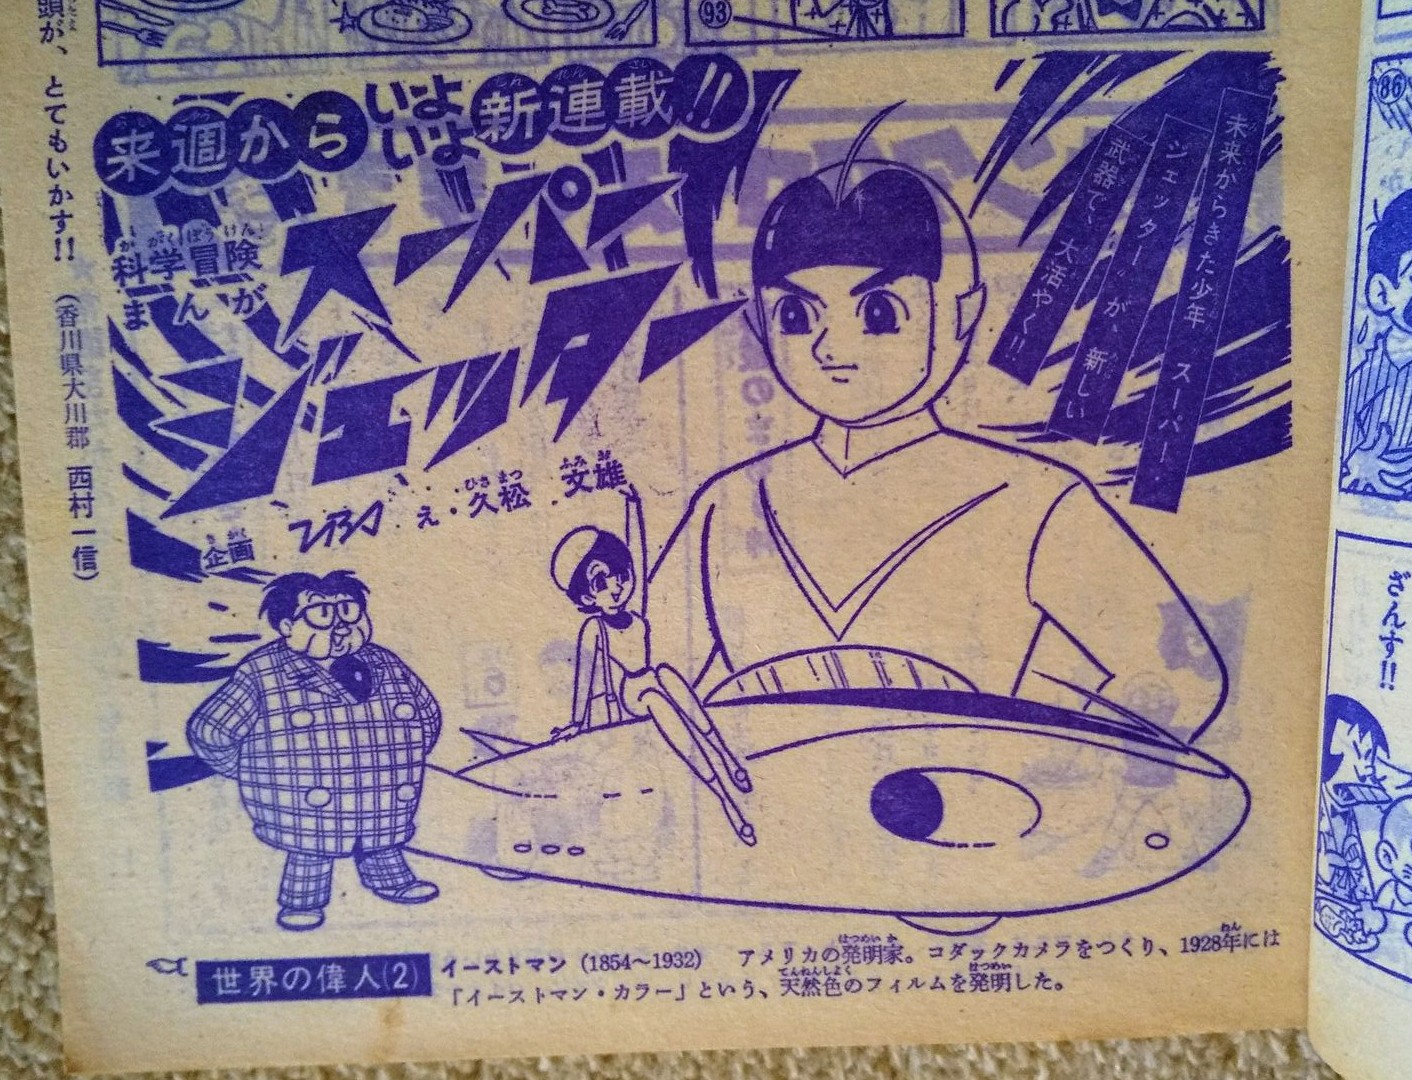 93
86
来週からいよいよ新連載!!
科学冒険まんが
スーパージェッター
企画 TBS
え・久松文雄
未来からきた少年 スーパー・
ジェッター〟が、新しい
武器で、大活やく!!
頭が、とてもいかす!!
(香川県大川郡 西村一信)
ざんす!!
世界の偉人(2)
イーストマン (1854〜1932) アメリカの発明家。コダックカメラをつくり、1928年には
「イーストマン・カラー」という、天然色のフィルムを発明した。